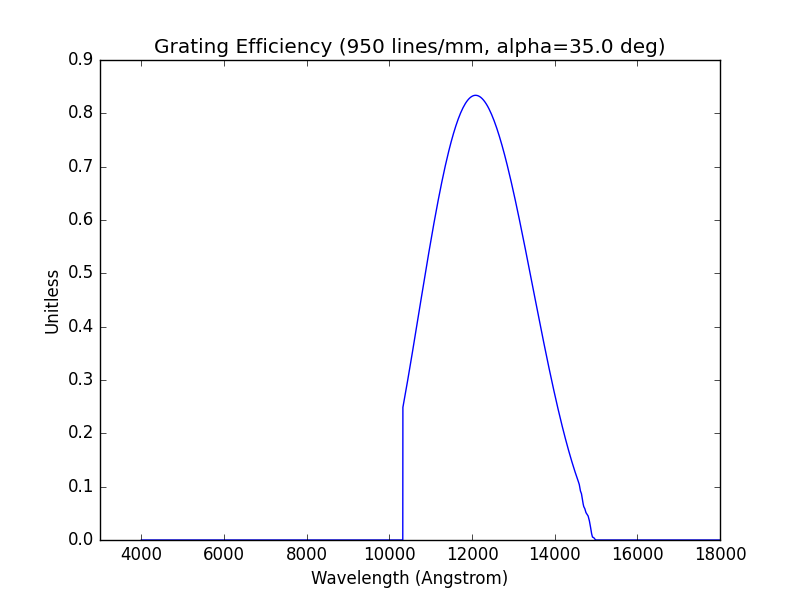 Grating Efficiency (950 lines/mm, alpha=35.0 deg)
0.9
0.8
0.7
0.6
0.5
0.4
0.3
0.2
0.1
0.0
Unitless
4000 6000 8000 10000 12000 14000 16000 18000
Wavelength (Angstrom)